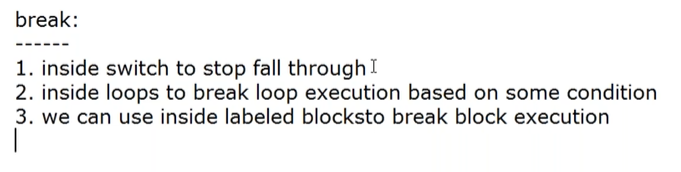 break:
------
1. inside switch to stop fall through
2. inside loops to break loop execution based on some condition
3. we can use inside labeled blocksto break block execution